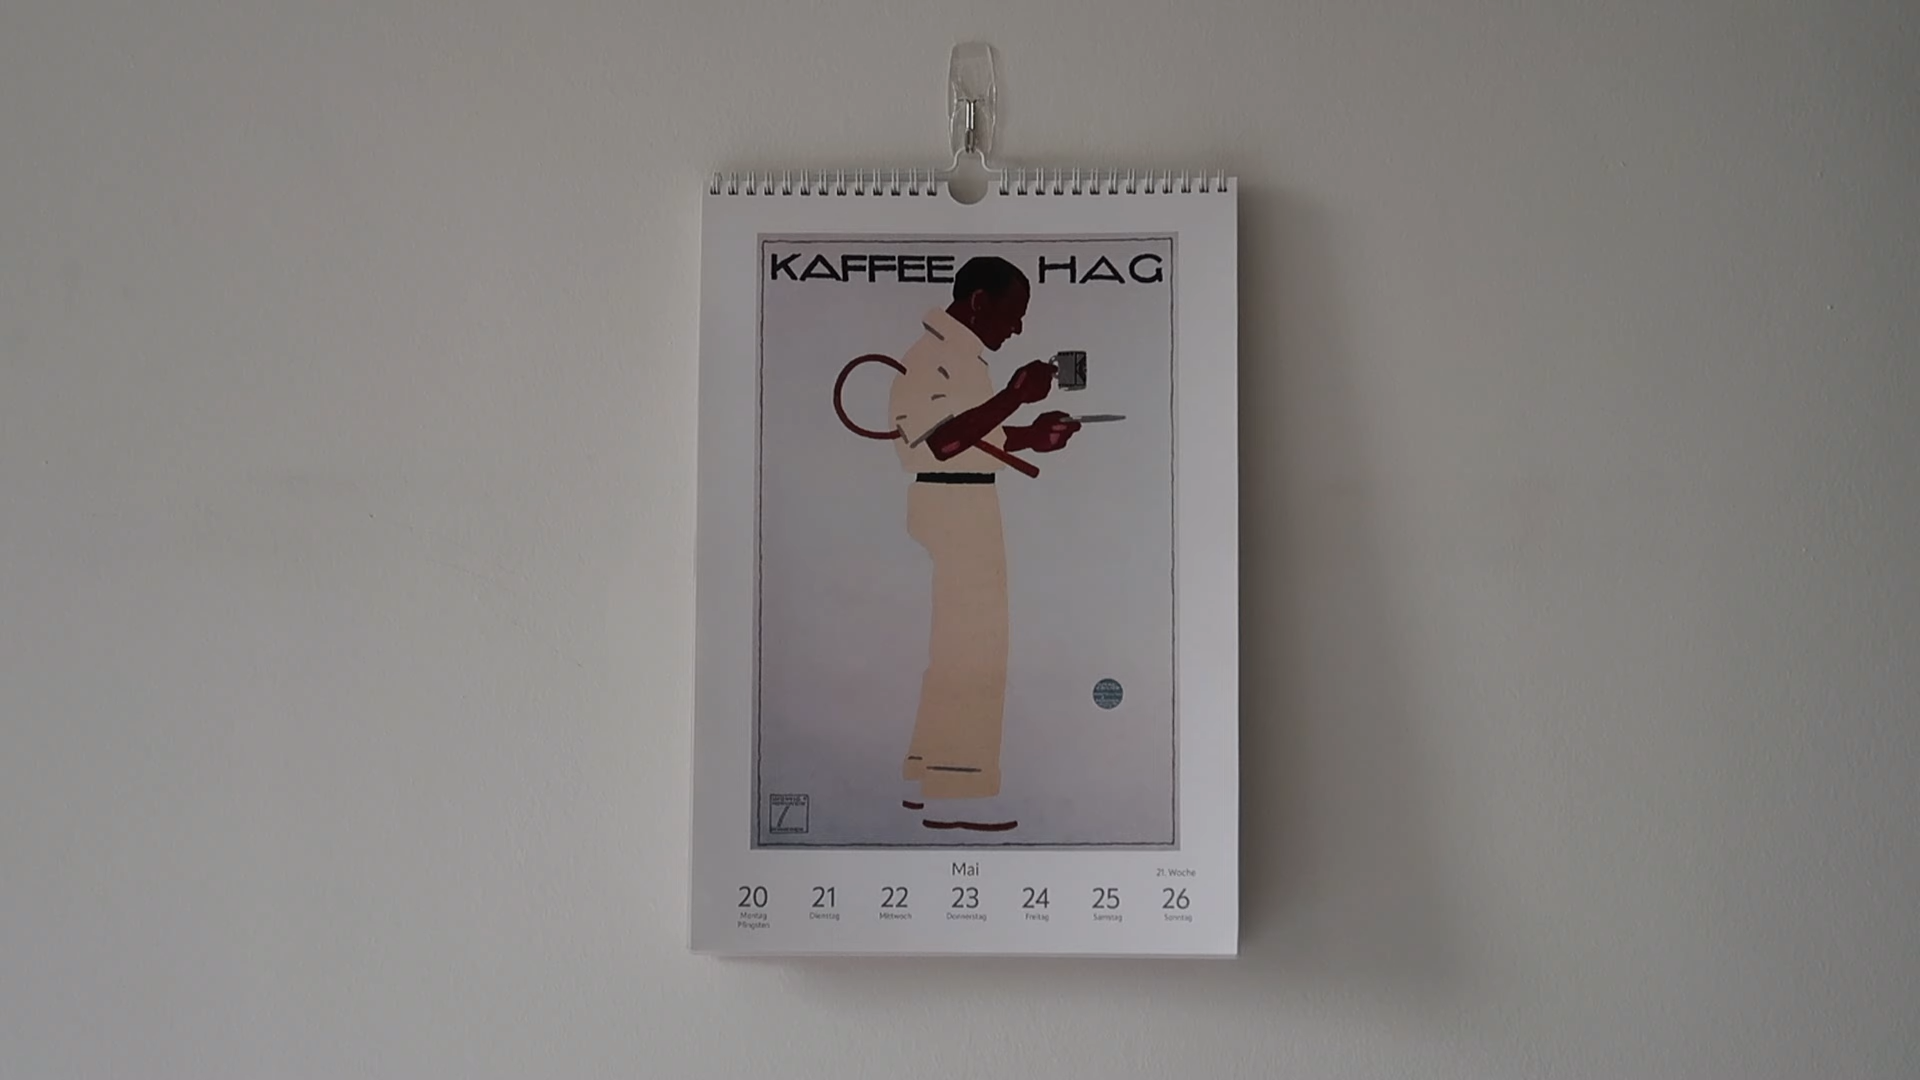 KAFFEE HAG
Mai
21. Woche
20 21 22 23 24 25 26
Montag Dienstag Mittwoch Donnerstag Freitag Samstag Sonntag
Pfingsten